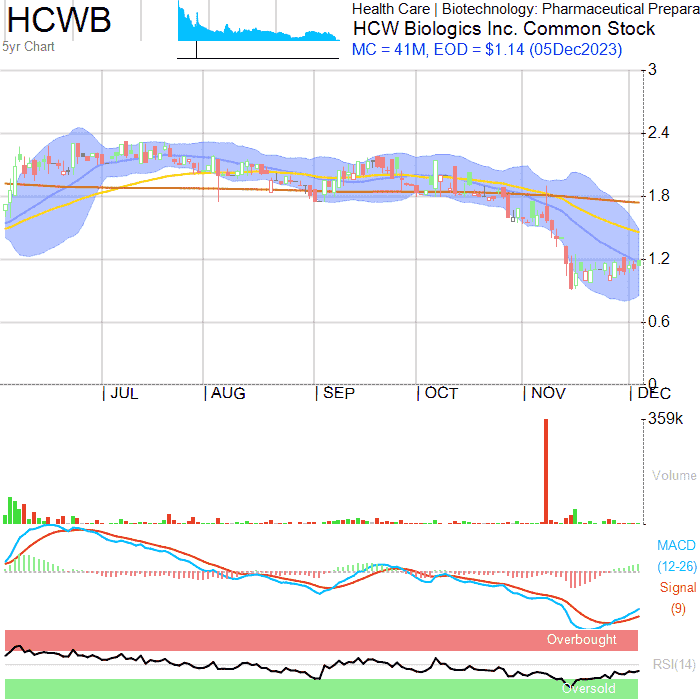 HCWB
5yr Chart
Health Care | Biotechnology: Pharmaceutical Prepara
HCW Biologics Inc. Common Stock
MC = 41M, EOD = $1.14 (05Dec2023)
3
2.4
1.8
1.2
0.6
0
JUL AUG SEP OCT NOV DEC
359k
Volume
MACD
(12-26)
Signal
(9)
Overbought
RSI(14)
Oversold